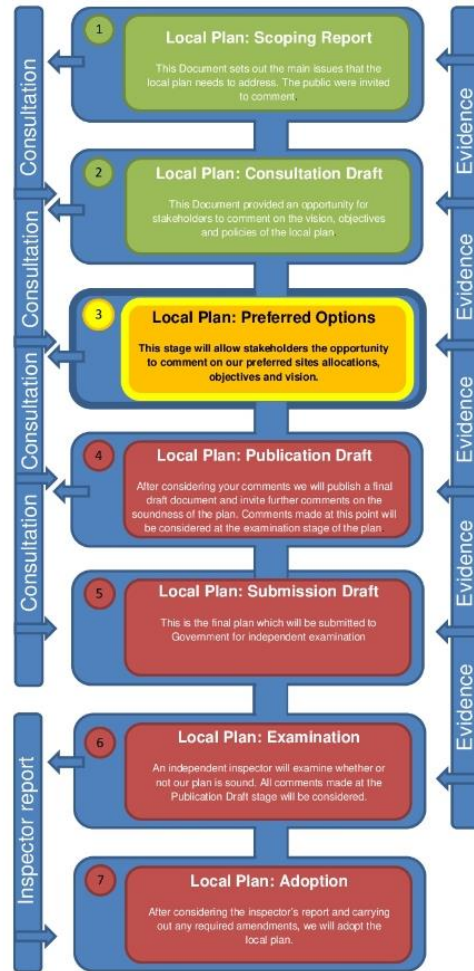 1
Local Plan: Scoping Report
This Document sets out the main issues that the
local plan needs to address. The public were invited
to comment.
2
Local Plan: Consultation Draft
This Document provided an opportunity for
stakeholders to comment on the vision, objectives
and policies of the local plan
3
Local Plan: Preferred Options
This stage will allow stakeholders the opportunity
to comment on our preferred sites allocations,
objectives and vision.
4
Local Plan: Publication Draft
After considering your comments we will publish a final
draft document and invite further comments on the
soundness of the plan. Comments made at this point will
be considered at the examination stage of the plan
5
Local Plan: Submission Draft
This is the final plan which will be submitted to
Government for independent examination
6
Local Plan: Examination
An independent inspector will examine whether or
not our plan is sound. All comments made at the
Publication Draft stage will be considered.
7
Local Plan: Adoption
After considering the inspector's report and carrying
out any required amendments, we will adopt the
local plan.
Consultation
Consultation
Consultation
Consultation
Inspector report
Evidence
Evidence
Evidence
Evidence
Evidence